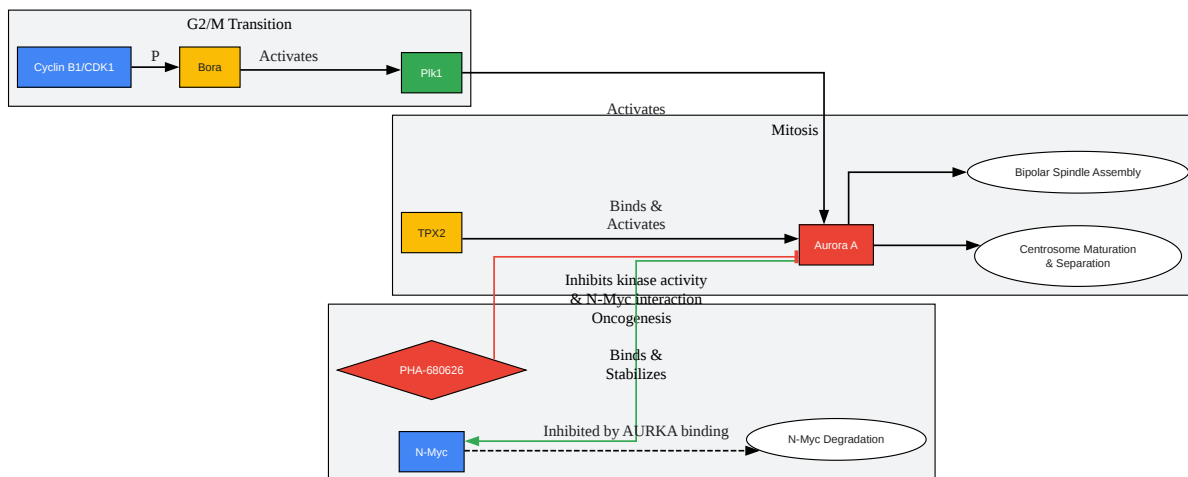 G2/M Transition
Cyclin B1/CDK1
P
Bora
Activates
Plk1
Activates
Mitosis
Bipolar Spindle Assembly
TPX2
Binds &
Activates
Aurora A
Centrosome Maturation
& Separation
Inhibits kinase activity
& N-Myc interaction
Oncogenesis
PHA-680626
Binds &
Stabilizes
N-Myc
Inhibited by AURKA binding
N-Myc Degradation